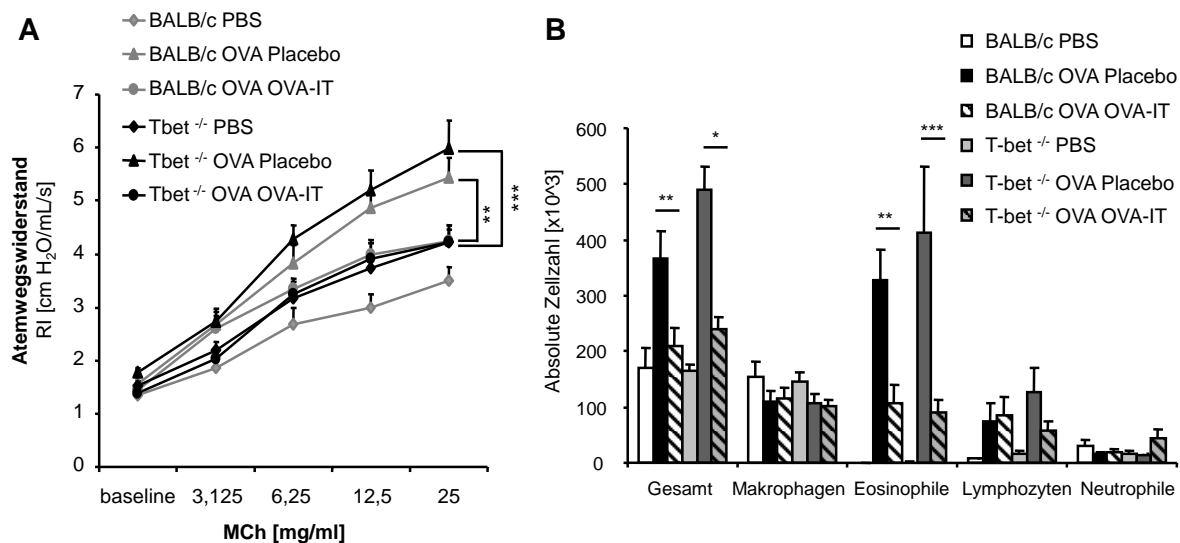 A
BALB/c PBS
BALB/c OVA Placebo
BALB/c OVA OVA-IT
Tbet -/- PBS
Tbet -/- OVA Placebo
Tbet -/- OVA OVA-IT
Atemwegswiderstand
RI [cm H2O/mL/s]
7
6
5
4
3
2
1
0
**
***
baseline 3,125 6,25 12,5 25
MCh [mg/ml]
B
BALB/c PBS
BALB/c OVA Placebo
BALB/c OVA OVA-IT
T-bet -/- PBS
T-bet -/- OVA Placebo
T-bet -/- OVA OVA-IT
Absolute Zellzahl [x10^3]
600
500
400
300
200
100
0
**
*
**
***
Gesamt Makrophagen Eosinophile Lymphozyten Neutrophile